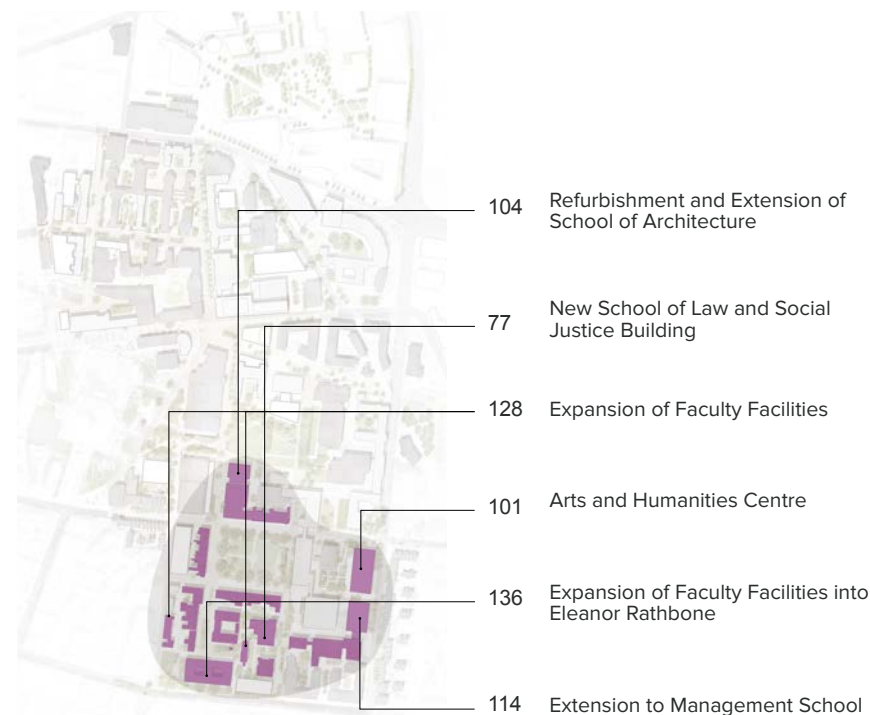 104 Refurbishment and Extension of
School of Architecture
77 New School of Law and Social
Justice Building
128 Expansion of Faculty Facilities
101 Arts and Humanities Centre
136 Expansion of Faculty Facilities into
Eleanor Rathbone
114 Extension to Management School